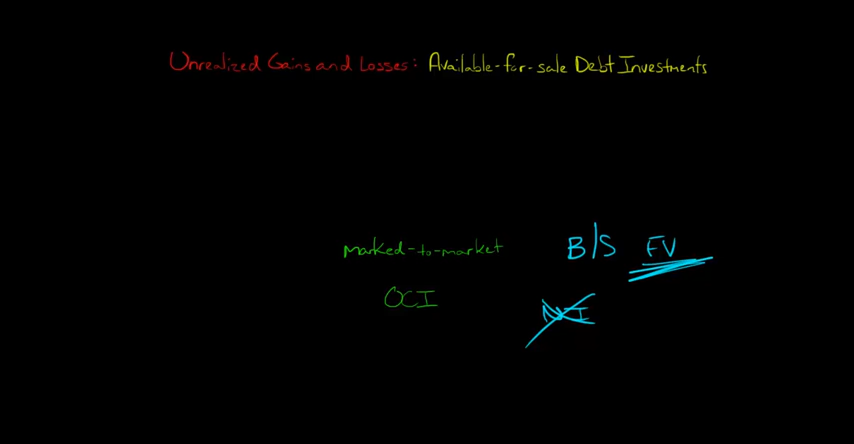 Unrealized Gains and Losses: Available-for-sale Debt Investments
marked-to-market B/S FV
OCI NI